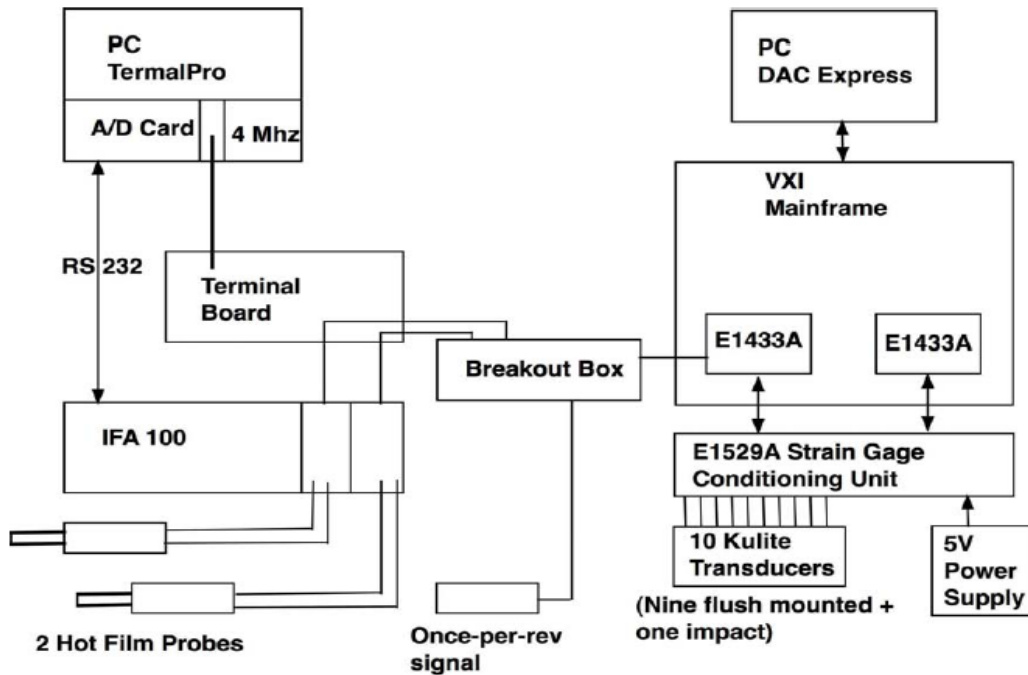 PC
TermalPro
A/D Card
4 Mhz
RS 232
Terminal
Board
IFA 100
2 Hot Film Probes
Breakout Box
Once-per-rev
signal
PC
DAC Express
VXI
Mainframe
E1433A
E1433A
E1529A Strain Gage
Conditioning Unit
10 Kulite
Transducers
(Nine flush mounted +
one impact)
5V
Power
Supply